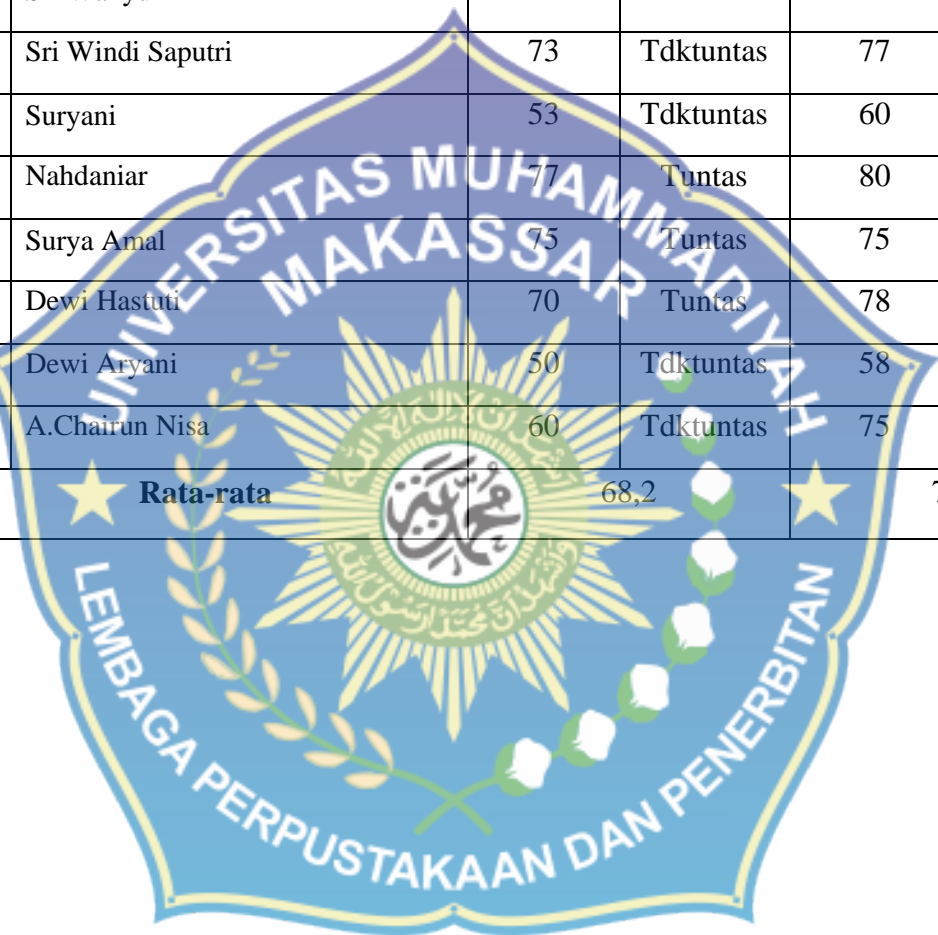 Sri Windi Saputri 73 Tdktuntas 77
Suryani 53 Tdktuntas 60
Nahdaniar 77 Tuntas 80
Surya Amal 75 Tuntas 75
Dewi Hastuti 70 Tuntas 78
Dewi Aryani 50 Tdktuntas 58
A.Chairun Nisa 60 Tdktuntas 75
Rata-rata 68,2 7
UNIVERSITAS MUHAMMADIYAH
MAKASSAR
LEMBAGA PERPUSTAKAAN DAN PENERBITAN